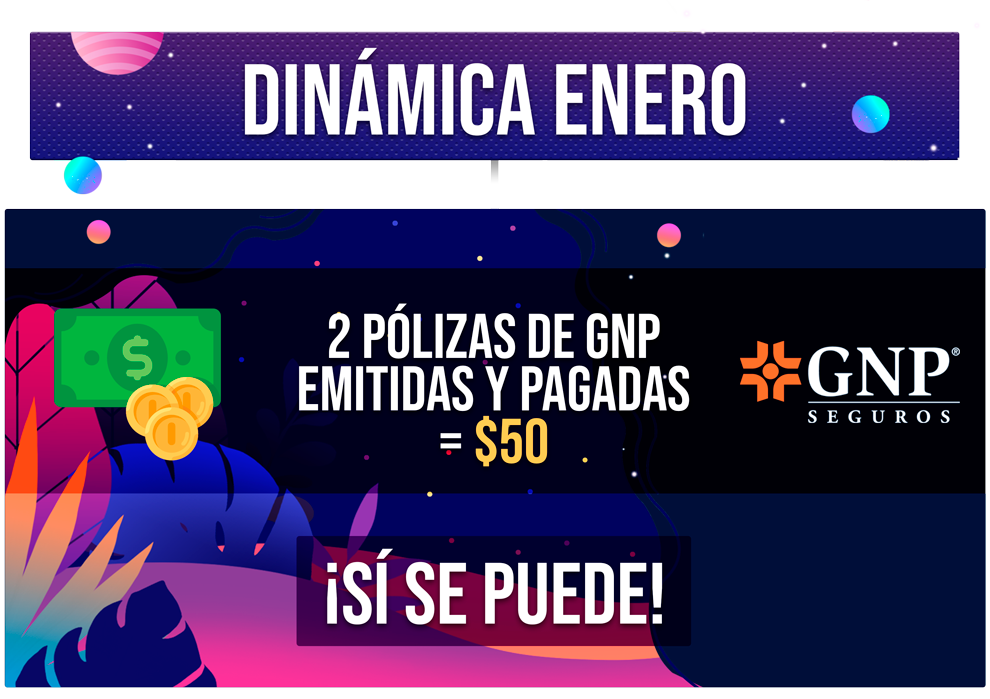 DINÁMICA ENERO
2 PÓLIZAS DE GNP
EMITIDAS Y PAGADAS
= $50
GNP®
SEGUROS
¡SÍ SE PUEDE!